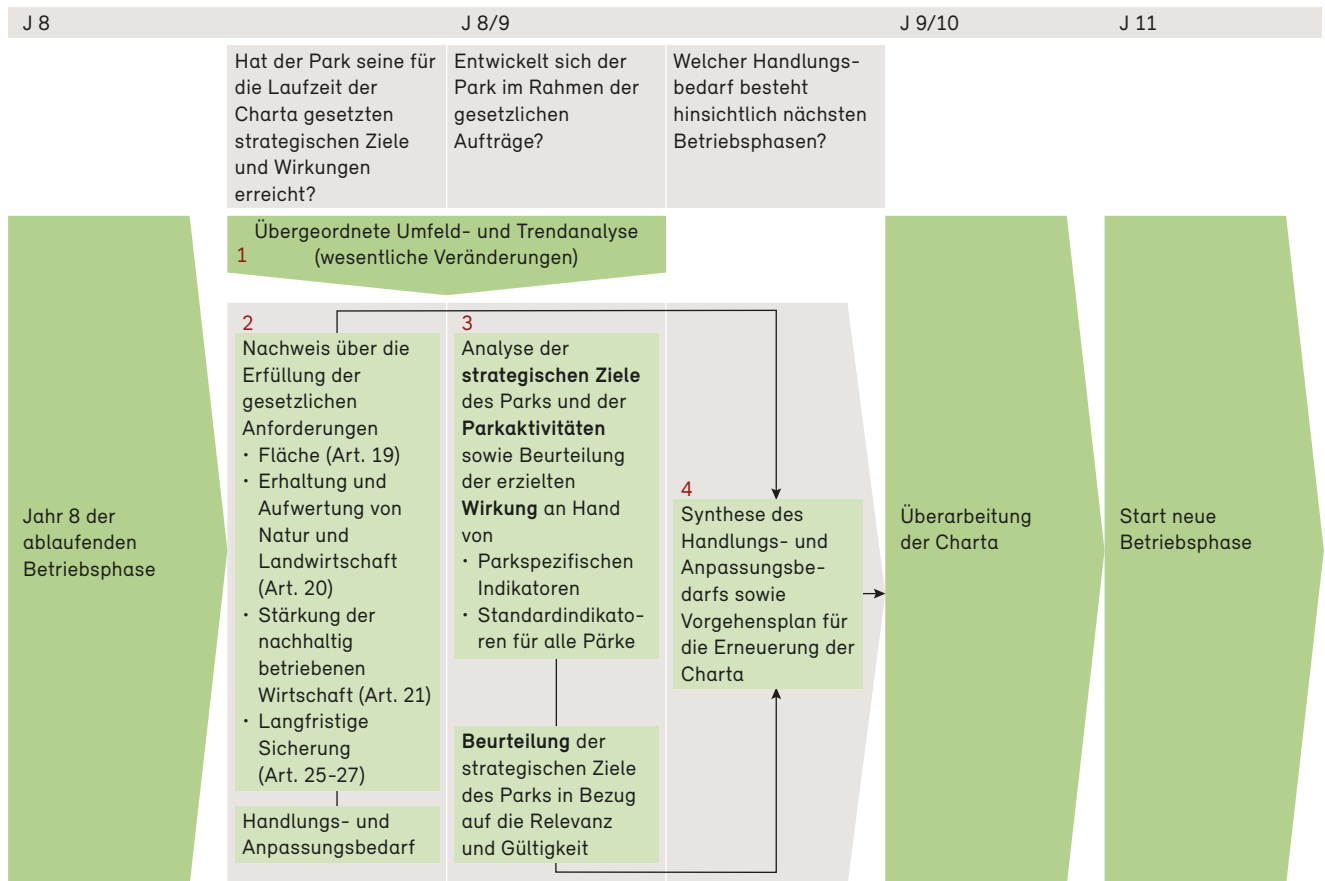 J 8
J 8/9
J 9/10
J 11
Hat der Park seine für
die Laufzeit der
Charta gesetzten
strategischen Ziele
und Wirkungen
erreicht?
Entwickelt sich der
Park im Rahmen der
gesetzlichen
Aufträge?
Welcher Handlungs-
bedarf besteht
hinsichtlich nächsten
Betriebsphasen?
Übergeordnete Umfeld- und Trendanalyse
1 (wesentliche Veränderungen)
Jahr 8 der
ablaufenden
Betriebsphase
2
Nachweis über die
Erfüllung der
gesetzlichen
Anforderungen
· Fläche (Art. 19)
· Erhaltung und
Aufwertung von
Natur und
Landwirtschaft
(Art. 20)
· Stärkung der
nachhaltig
betriebenen
Wirtschaft (Art. 21)
· Langfristige
Sicherung
(Art. 25-27)
Handlungs- und
Anpassungsbedarf
3
Analyse der
strategischen Ziele
des Parks und der
Parkaktivitäten
sowie Beurteilung
der erzielten
Wirkung an Hand
von
· Parkspezifischen
Indikatoren
· Standardindikato-
ren für alle Pärke
Beurteilung der
strategischen Ziele
des Parks in Bezug
auf die Relevanz
und Gültigkeit
4
Synthese des
Handlungs- und
Anpassungsbe-
darfs sowie
Vorgehensplan für
die Erneuerung der
Charta
Überarbeitung
der Charta
Start neue
Betriebsphase